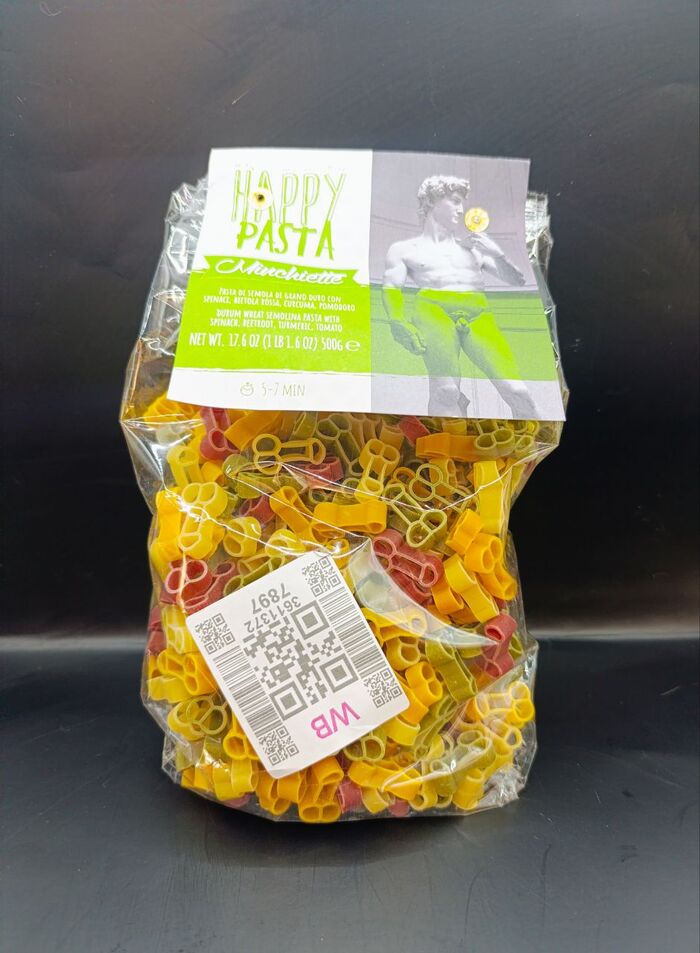 HAPPY
PASTA
Minchiette
PASTA DI SEMOLA DI GRANO DURO CON
SPINACI, BIETOLA ROSSA, CURCUMA, POMODORO
DURUM WHEAT SEMOLINA PASTA WITH
SPINACH, BEETROOT, TURMERIC, TOMATO
NET WT. 17.6 OZ (1 LB 1.6 OZ) 500G ℮
5-7 MIN
3611372
7897
WB